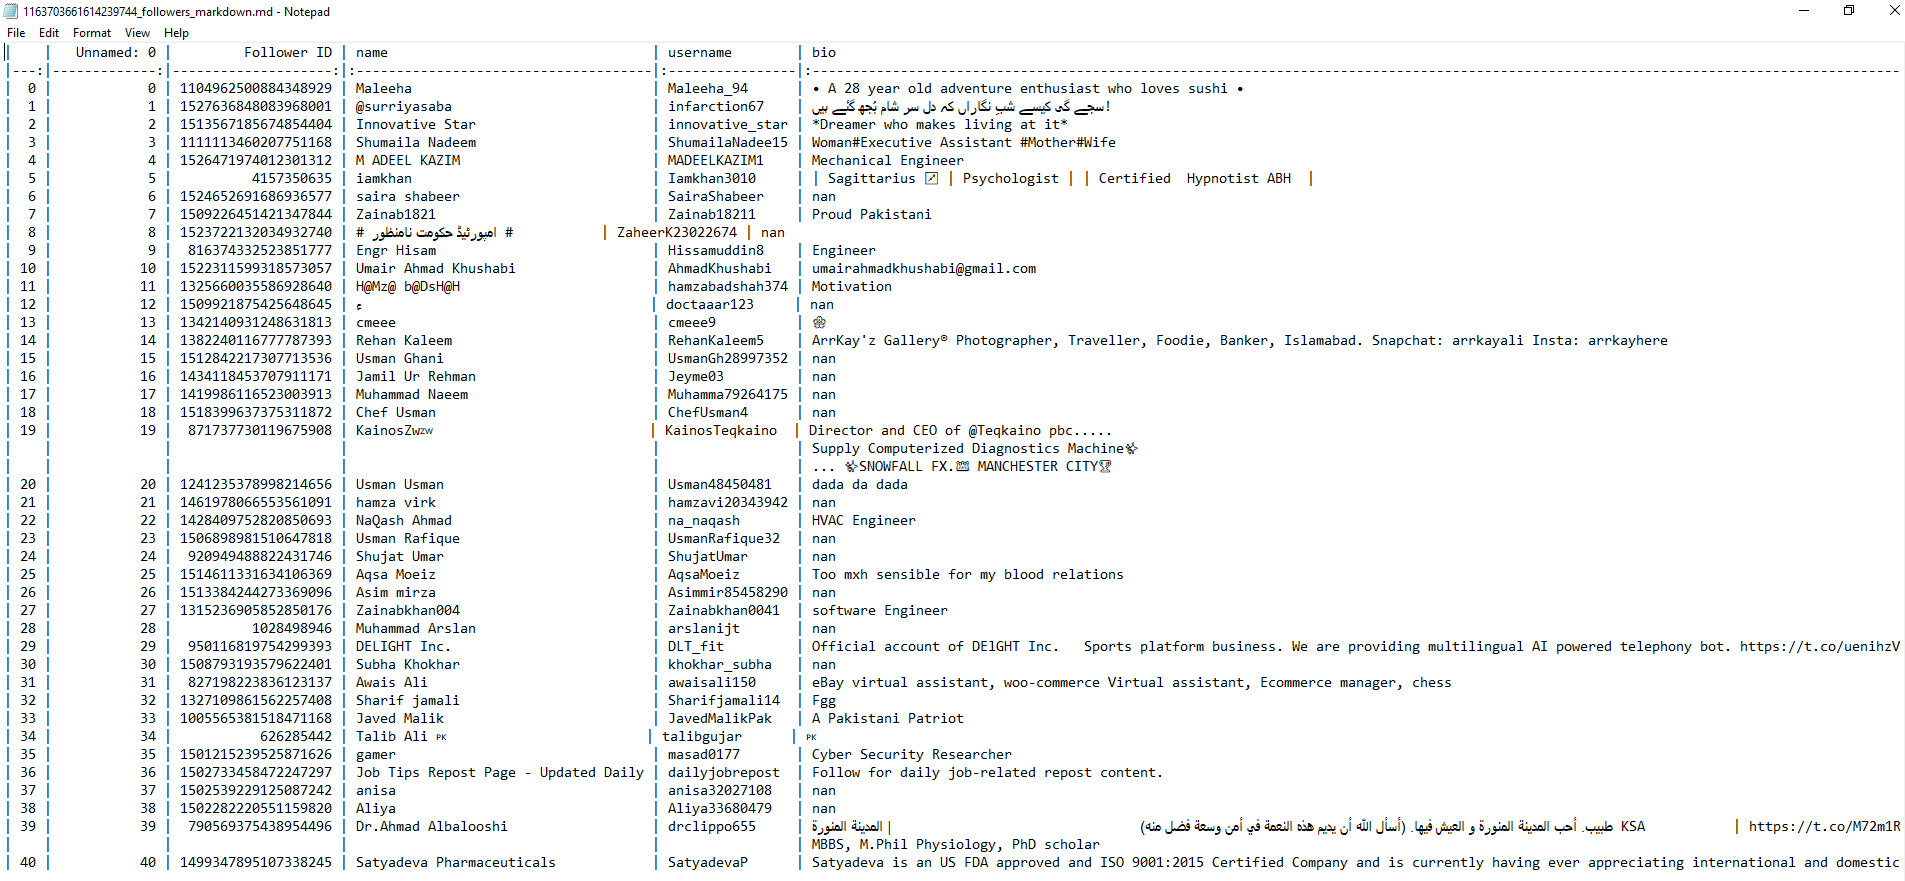 1163703661614239744_followers_markdown.md - Notepad
File Edit Format View Help
| | Unnamed: 0 | Follower ID | name | username | bio
|---:|-------------:|--------------------:|:-------------------------------------|:----------------|:---
| 0 | 0 | 1104962500884348929 | Maleeha | Maleeha_94 | • A 28 year old adventure enthusiast who loves sushi •
| 1 | 1 | 1527636848083968001 | @surriyasaba | infarction67 | سجے گی کیسے شبِ نگاراں کہ دل سر شام بُجھ گئے ہیں!
| 2 | 2 | 1513567185674854404 | Innovative Star | innovative_star | *Dreamer who makes living at it*
| 3 | 3 | 1111113460207751168 | Shumaila Nadeem | ShumailaNadee15 | Woman#Executive Assistant #Mother#Wife
| 4 | 4 | 1526471974012301312 | M ADEEL KAZIM | MADEELKAZIM1 | Mechanical Engineer
| 5 | 5 | 4157350635 | iamkhan | Iamkhan3010 | | Sagittarius ♐ | Psychologist | | Certified Hypnotist ABH |
| 6 | 6 | 1524652691686936577 | saira shabeer | SairaShabeer | nan
| 7 | 7 | 1509226451421347844 | Zainab1821 | Zainab18211 | Proud Pakistani
| 8 | 8 | 1523722132034932740 | # امپورٹیڈ حکومت نامنظور # | ZaheerK23022674 | nan
| 9 | 9 | 816374332523851777 | Engr Hisam | Hissamuddin8 | Engineer
| 10 | 10 | 1522311599318573057 | Umair Ahmad Khushabi | AhmadKhushabi | umairahmadkhushabi@gmail.com
| 11 | 11 | 1325660035586928640 | H@Mz@ b@DsH@H | hamzabadshah374 | Motivation
| 12 | 12 | 1509921875425648645 | ء | doctaaar123 | nan
| 13 | 13 | 1342140931248631813 | cmeee | cmeee9 | 🌼
| 14 | 14 | 1382240116777787393 | Rehan Kaleem | RehanKaleem5 | ArrKay'z Gallery® Photographer, Traveller, Foodie, Banker, Islamabad. Snapchat: arrkayali Insta: arrkayhere
| 15 | 15 | 1512842217307713536 | Usman Ghani | UsmanGh28997352 | nan
| 16 | 16 | 1434118453707911171 | Jamil Ur Rehman | Jeyme03 | nan
| 17 | 17 | 1419986116523003913 | Muhammad Naeem | Muhamma79264175 | nan
| 18 | 18 | 1518399637375311872 | Chef Usman | ChefUsman4 | nan
| 19 | 19 | 871737730119675908 | KainosZwZW | KainosTeqkaino | Director and CEO of @Teqkaino pbc.....
| | | | | | Supply Computerized Diagnostics Machine
| | | | | | ... SNOWFALL FX. MANCHESTER CITY🏆
| 20 | 20 | 1241235378998214656 | Usman Usman | Usman48450481 | dada da dada
| 21 | 21 | 1461978066553561091 | hamza virk | hamzavi20343942 | nan
| 22 | 22 | 1428409752820850693 | NaQash Ahmad | na_naqash | HVAC Engineer
| 23 | 23 | 1506898981510647818 | Usman Rafique | UsmanRafique32 | nan
| 24 | 24 | 920949488822431746 | Shujat Umar | ShujatUmar | nan
| 25 | 25 | 1514611331634106369 | Aqsa Moeiz | AqsaMoeiz | Too mxh sensible for my blood relations
| 26 | 26 | 1513384244273369096 | Asim mirza | Asimmir85458290 | nan
| 27 | 27 | 1315236905852850176 | Zainabkhan004 | Zainabkhan0041 | software Engineer
| 28 | 28 | 1028498946 | Muhammad Arslan | arslanijt | nan
| 29 | 29 | 950116819754299393 | DELIGHT Inc. | DLT_fit | Official account of DElGHT Inc. Sports platform business. We are providing multilingual AI powered telephony bot. https://t.co/uenihzV
| 30 | 30 | 1508793193579622401 | Subha Khokhar | khokhar_subha | nan
| 31 | 31 | 827198223836123137 | Awais Ali | awaisali150 | eBay virtual assistant, woo-commerce Virtual assistant, Ecommerce manager, chess
| 32 | 32 | 1327109861562257408 | Sharif jamali | Sharifjamali14 | Fgg
| 33 | 33 | 1005565381518471168 | Javed Malik | JavedMalikPak | A Pakistani Patriot
| 34 | 34 | 626285442 | Talib Ali PK | talibgujar | PK
| 35 | 35 | 1501215239525871626 | gamer | masad0177 | Cyber Security Researcher
| 36 | 36 | 1502733458472247297 | Job Tips Repost Page - Updated Daily | dailyjobrepost | Follow for daily job-related repost content.
| 37 | 37 | 1502539229125087242 | anisa | anisa32027108 | nan
| 38 | 38 | 1502282220551159820 | Aliya | Aliya33680479 | nan
| 39 | 39 | 790569375438954496 | Dr.Ahmad Albalooshi | drclippo655 | المدينة المنورة | طبيب. أحب المدينة المنورة و العيش فيها. (أسأل الله أن يديم هذه النعمة في أمن وسعة فضل منه) KSA | https://t.co/M72m1R
| | | | | | MBBS, M.Phil Physiology, PhD scholar
| 40 | 40 | 1499347895107338245 | Satyadeva Pharmaceuticals | SatyadevaP | Satyadeva is an US FDA approved and ISO 9001:2015 Certified Company and is currently having ever appreciating international and domestic